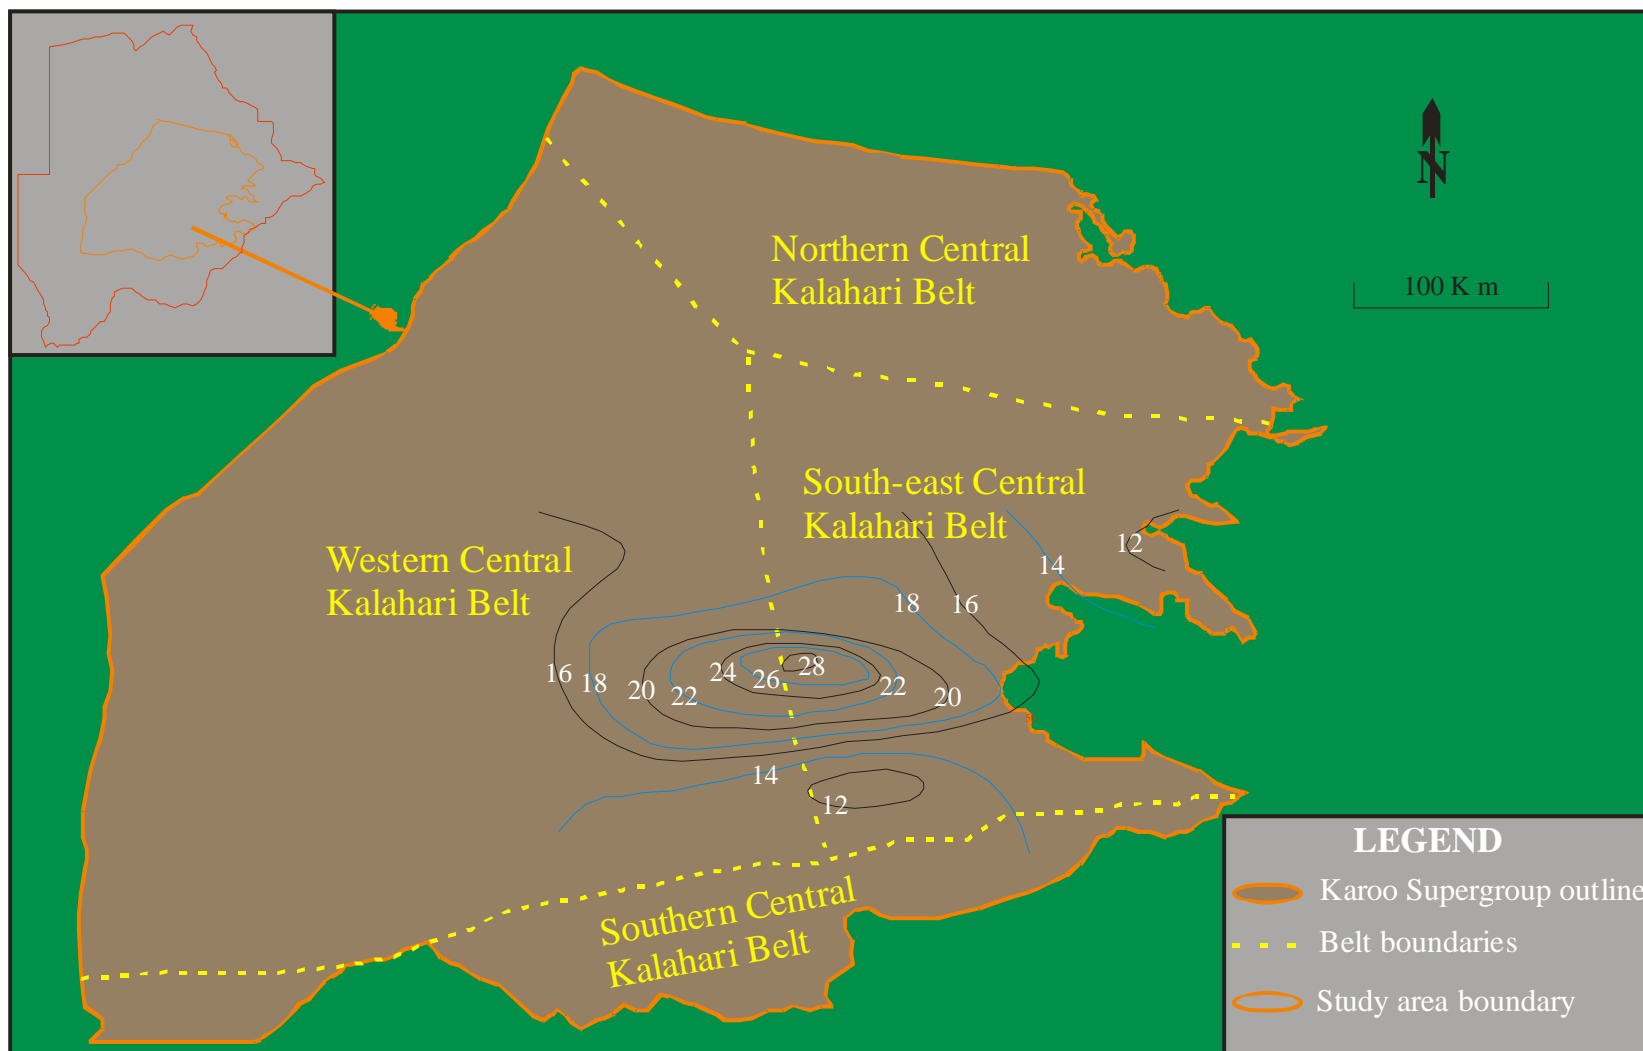 N
100 K m
Northern Central
Kalahari Belt
South-east Central
Kalahari Belt
Western Central
Kalahari Belt
12
14
18
16
16
18
20
22
24
26
28
22
20
14
12
Southern Central
Kalahari Belt
LEGEND
Karoo Supergroup outline
Belt boundaries
Study area boundary